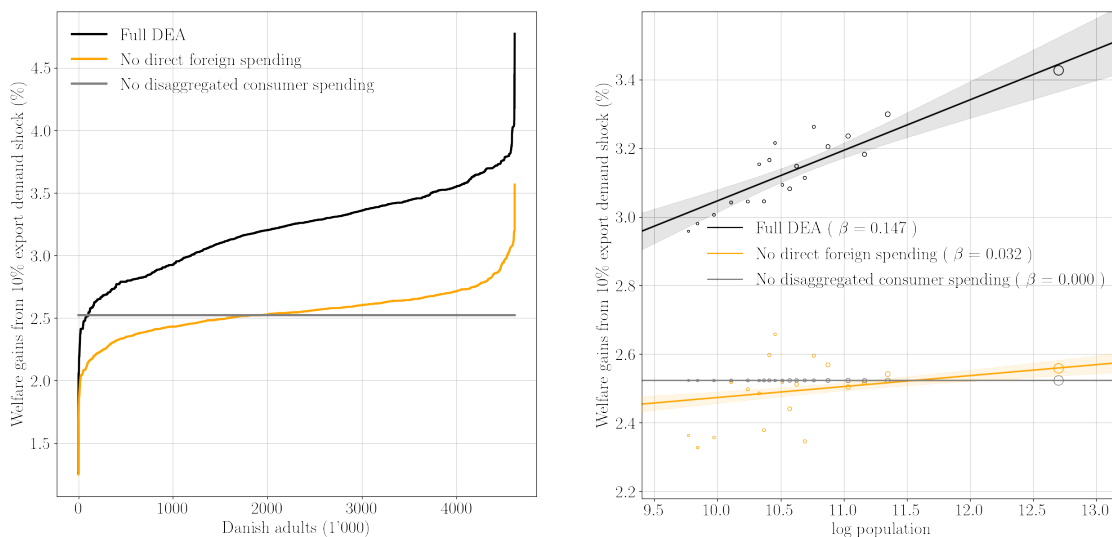 Full DEA
No direct foreign spending
No disaggregated consumer spending
4.5
4.0
3.5
3.0
2.5
2.0
1.5
Welfare gains from 10% export demand shock (%)
0
1000
2000
3000
4000
Danish adults (1'000)
3.4
3.2
3.0
2.8
2.6
2.4
2.2
Welfare gains from 10% export demand shock (%)
Full DEA ( β = 0.147 )
No direct foreign spending ( β = 0.032 )
No disaggregated consumer spending ( β = 0.000 )
9.5
10.0
10.5
11.0
11.5
12.0
12.5
13.0
log population